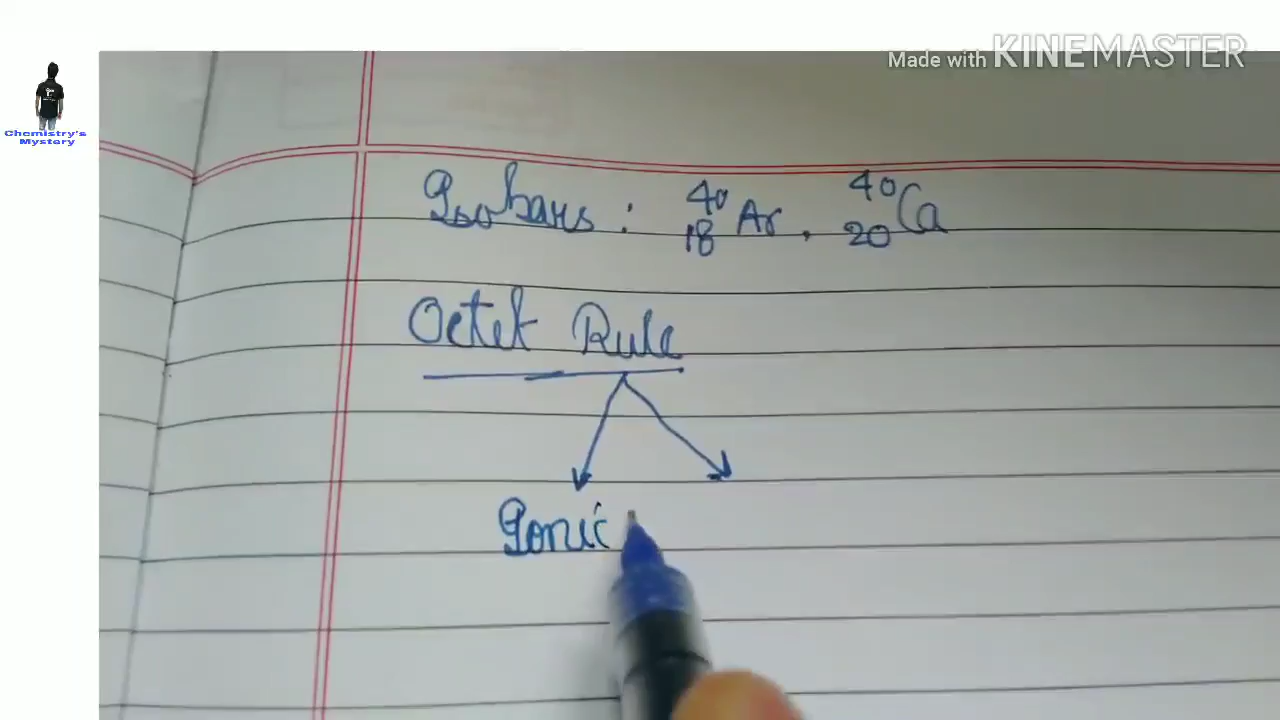 Made with KINEMASTER
Chemistry's
Mystery
Isobars : ⁴⁰₁₈Ar, ⁴⁰₂₀Ca
Octet Rule
Ionic